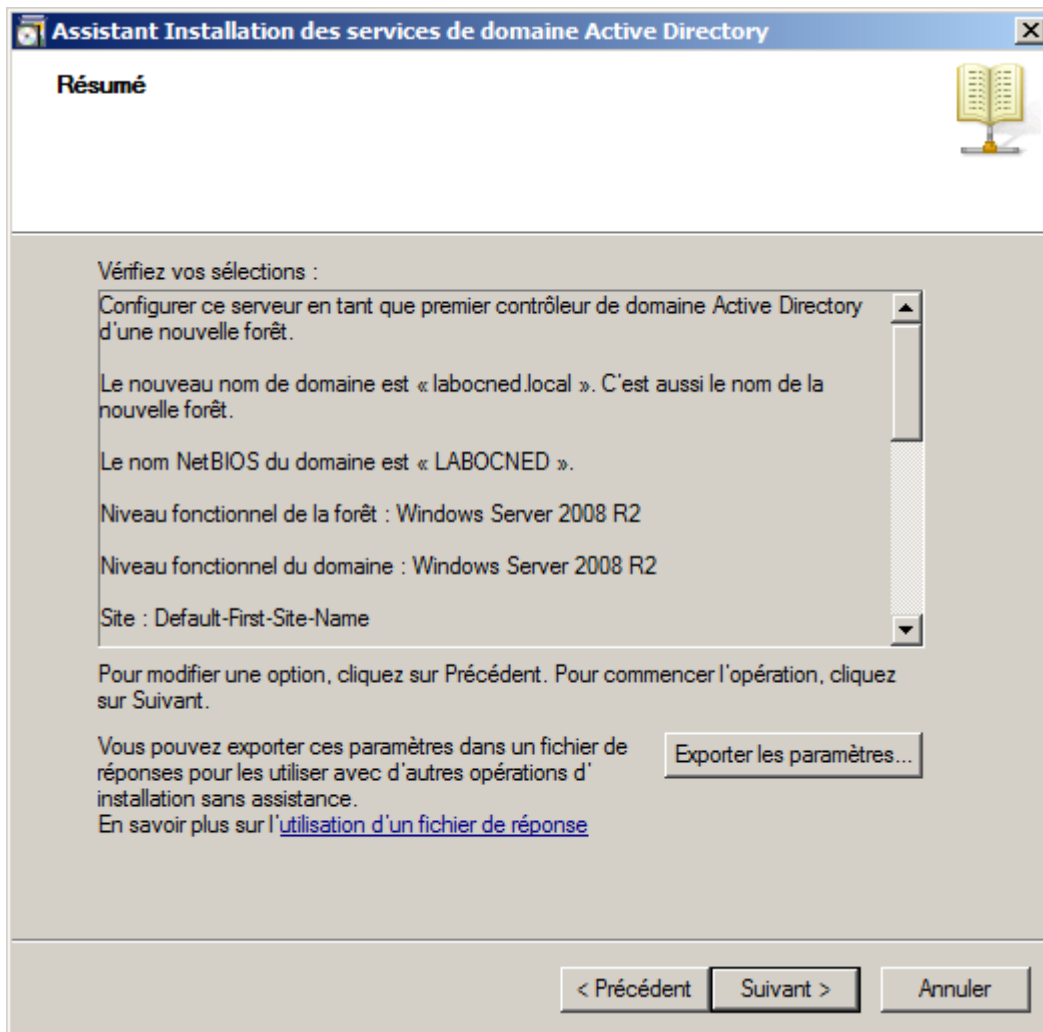 Assistant Installation des services de domaine Active Directory
Résumé
Vérifiez vos sélections :
Configurer ce serveur en tant que premier contrôleur de domaine Active Directory
d'une nouvelle forêt.
Le nouveau nom de domaine est « labocned.local ». C'est aussi le nom de la
nouvelle forêt.
Le nom NetBIOS du domaine est « LABOCNED ».
Niveau fonctionnel de la forêt : Windows Server 2008 R2
Niveau fonctionnel du domaine : Windows Server 2008 R2
Site : Default-First-Site-Name
Pour modifier une option, cliquez sur Précédent. Pour commencer l'opération, cliquez
sur Suivant.
Vous pouvez exporter ces paramètres dans un fichier de
réponses pour les utiliser avec d'autres opérations d'
installation sans assistance.
En savoir plus sur l'utilisation d'un fichier de réponse
Exporter les paramètres...
< Précédent
Suivant >
Annuler